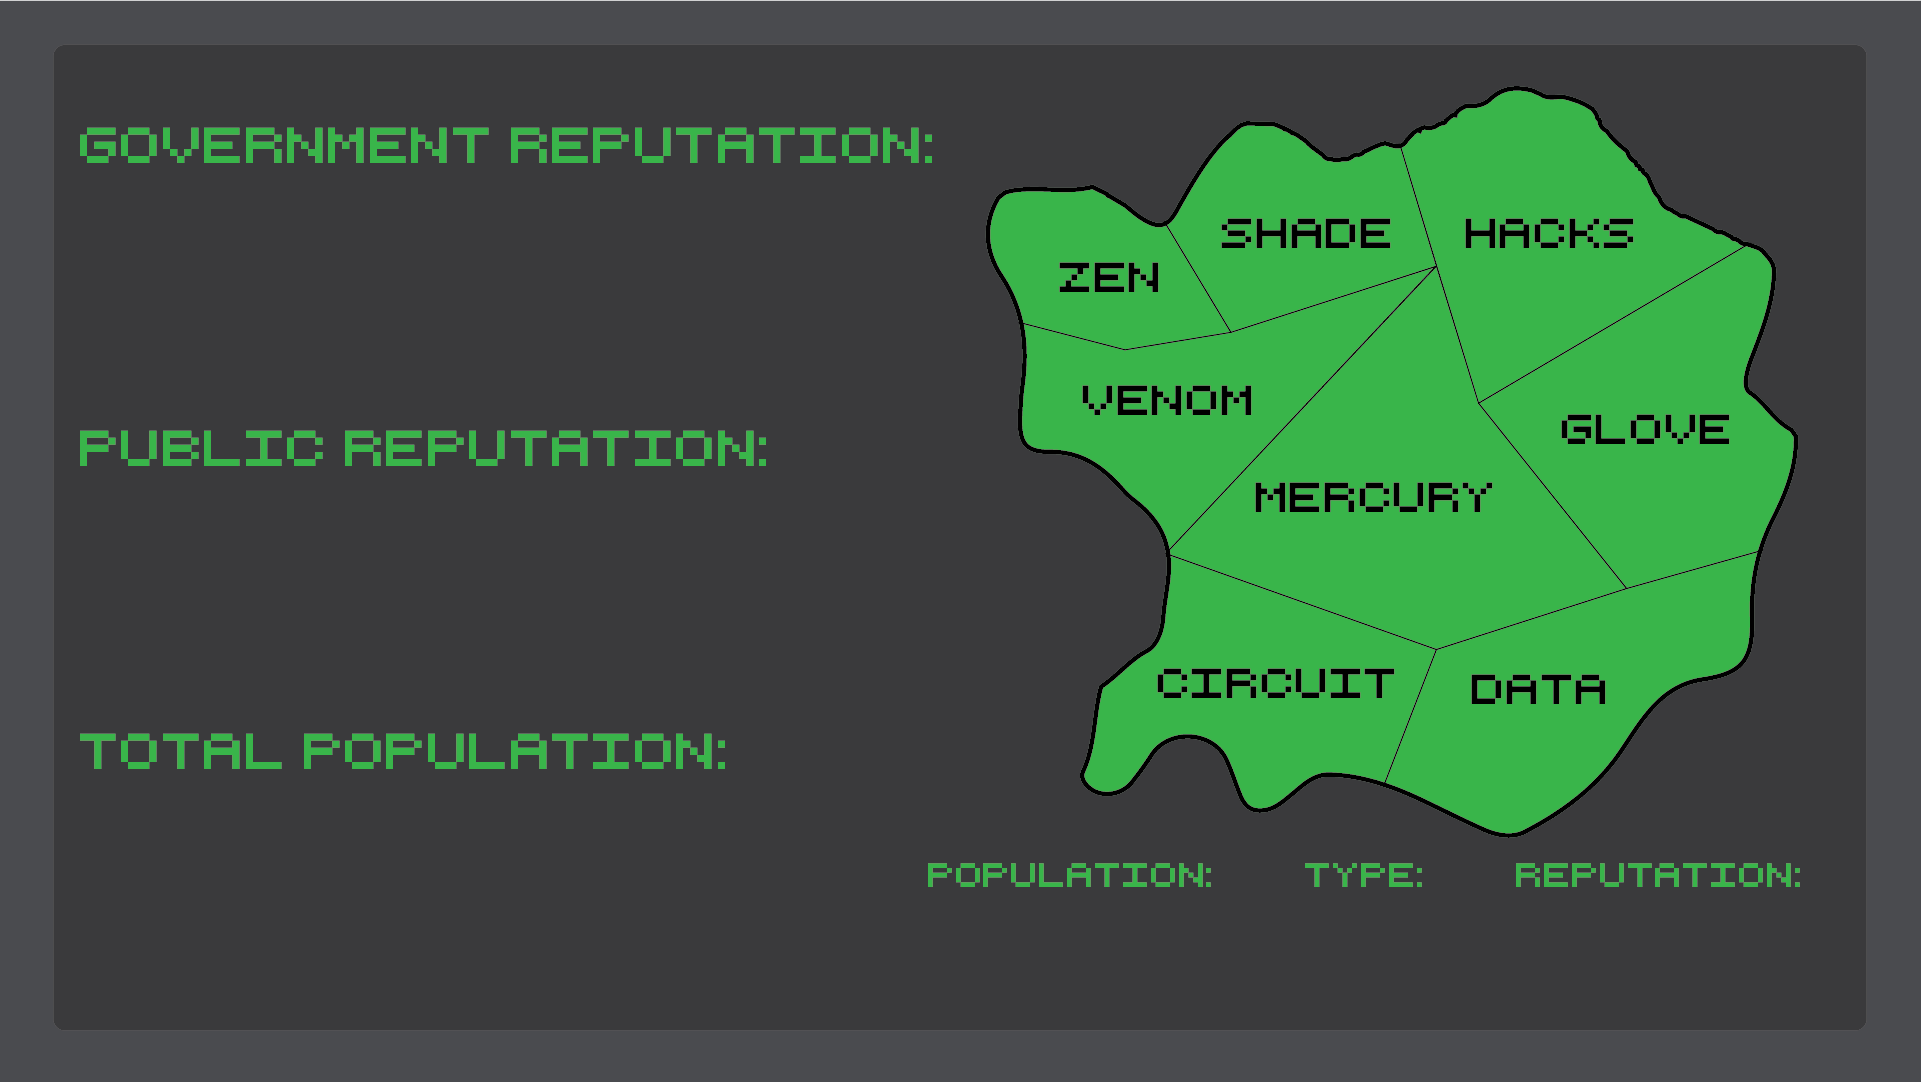 GOVERNMENT REPUTATION:
PUBLIC REPUTATION:
TOTAL POPULATION:
SHADE
HACKS
ZEN
VENOM
GLOVE
MERCURY
CIRCUIT
DATA
POPULATION:
TYPE:
REPUTATION: